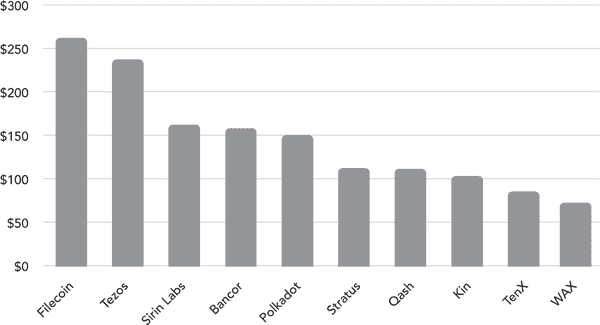 $300
$250
$200
$150
$100
$50
$0
Filecoin
Tezos
Sirin Labs
Bancor
Polkadot
Stratus
Qash
Kin
TenX
WAX